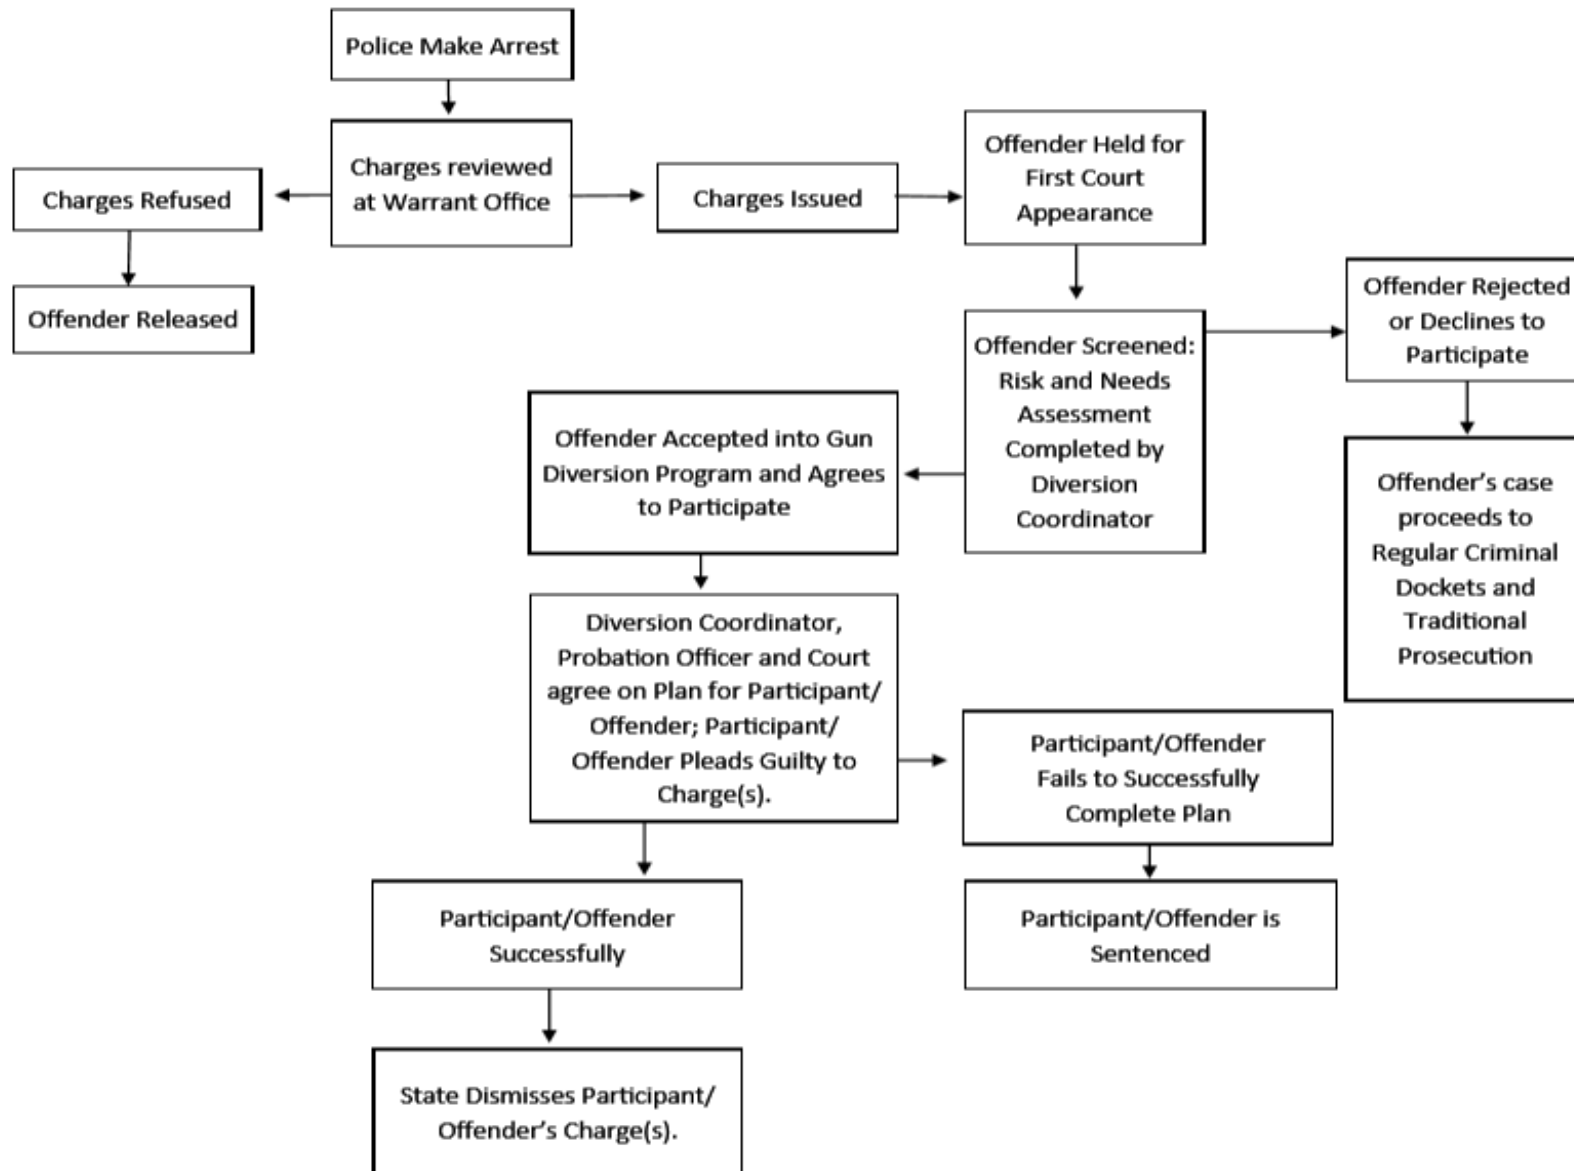 Police Make Arrest
Charges reviewed
at Warrant Office
Charges Refused
Offender Released
Charges Issued
Offender Held for
First Court
Appearance
Offender Screened:
Risk and Needs
Assessment
Completed by
Diversion
Coordinator
Offender Rejected
or Declines to
Participate
Offender’s case
proceeds to
Regular Criminal
Dockets and
Traditional
Prosecution
Offender Accepted into Gun
Diversion Program and Agrees
to Participate
Diversion Coordinator,
Probation Officer and Court
agree on Plan for Participant/
Offender; Participant/
Offender Pleads Guilty to
Charge(s).
Participant/Offender
Fails to Successfully
Complete Plan
Participant/Offender is
Sentenced
Participant/Offender
Successfully
State Dismisses Participant/
Offender’s Charge(s).